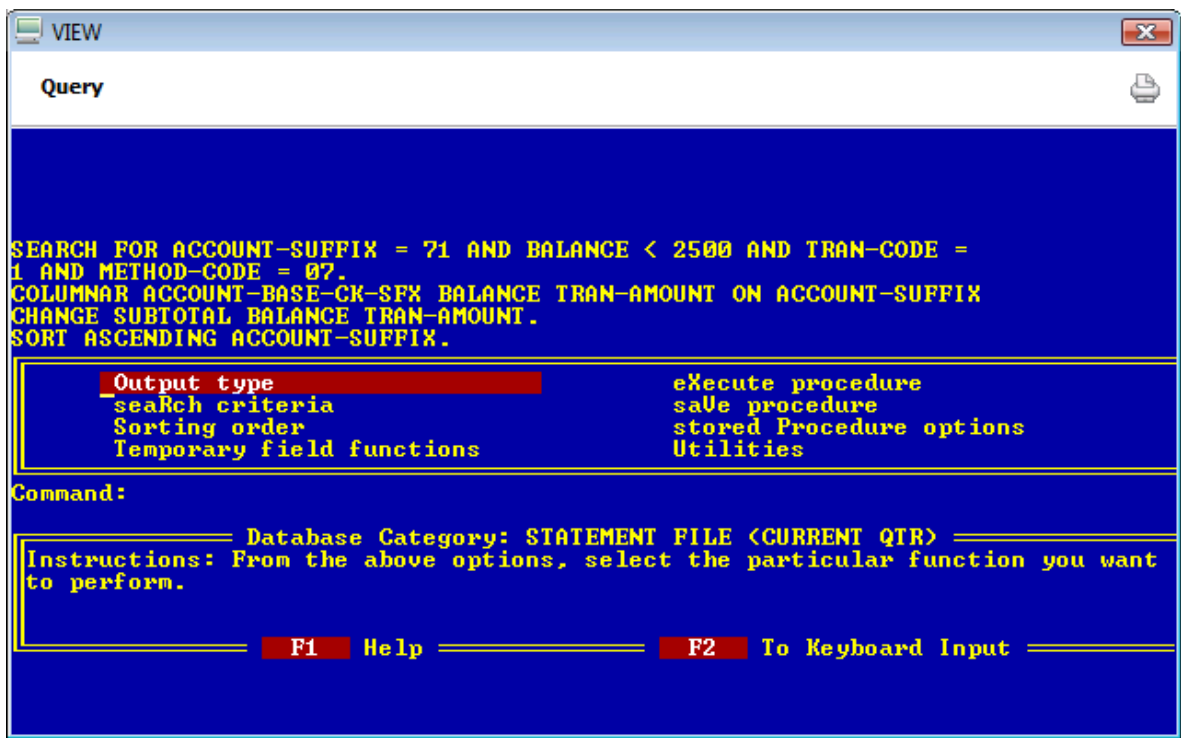 VIEW
Query
SEARCH FOR ACCOUNT-SUFFIX = 71 AND BALANCE < 2500 AND TRAN-CODE =
1 AND METHOD-CODE = 07.
COLUMNAR ACCOUNT-BASE-CK-SFX BALANCE TRAN-AMOUNT ON ACCOUNT-SUFFIX
CHANGE SUBTOTAL BALANCE TRAN-AMOUNT.
SORT ASCENDING ACCOUNT-SUFFIX.
Output type eXecute procedure
seaRch criteria saVe procedure
Sorting order stored Procedure options
Temporary field functions Utilities
Command:
Database Category: STATEMENT FILE (CURRENT QTR)
Instructions: From the above options, select the particular function you want
to perform.
F1 Help F2 To Keyboard Input